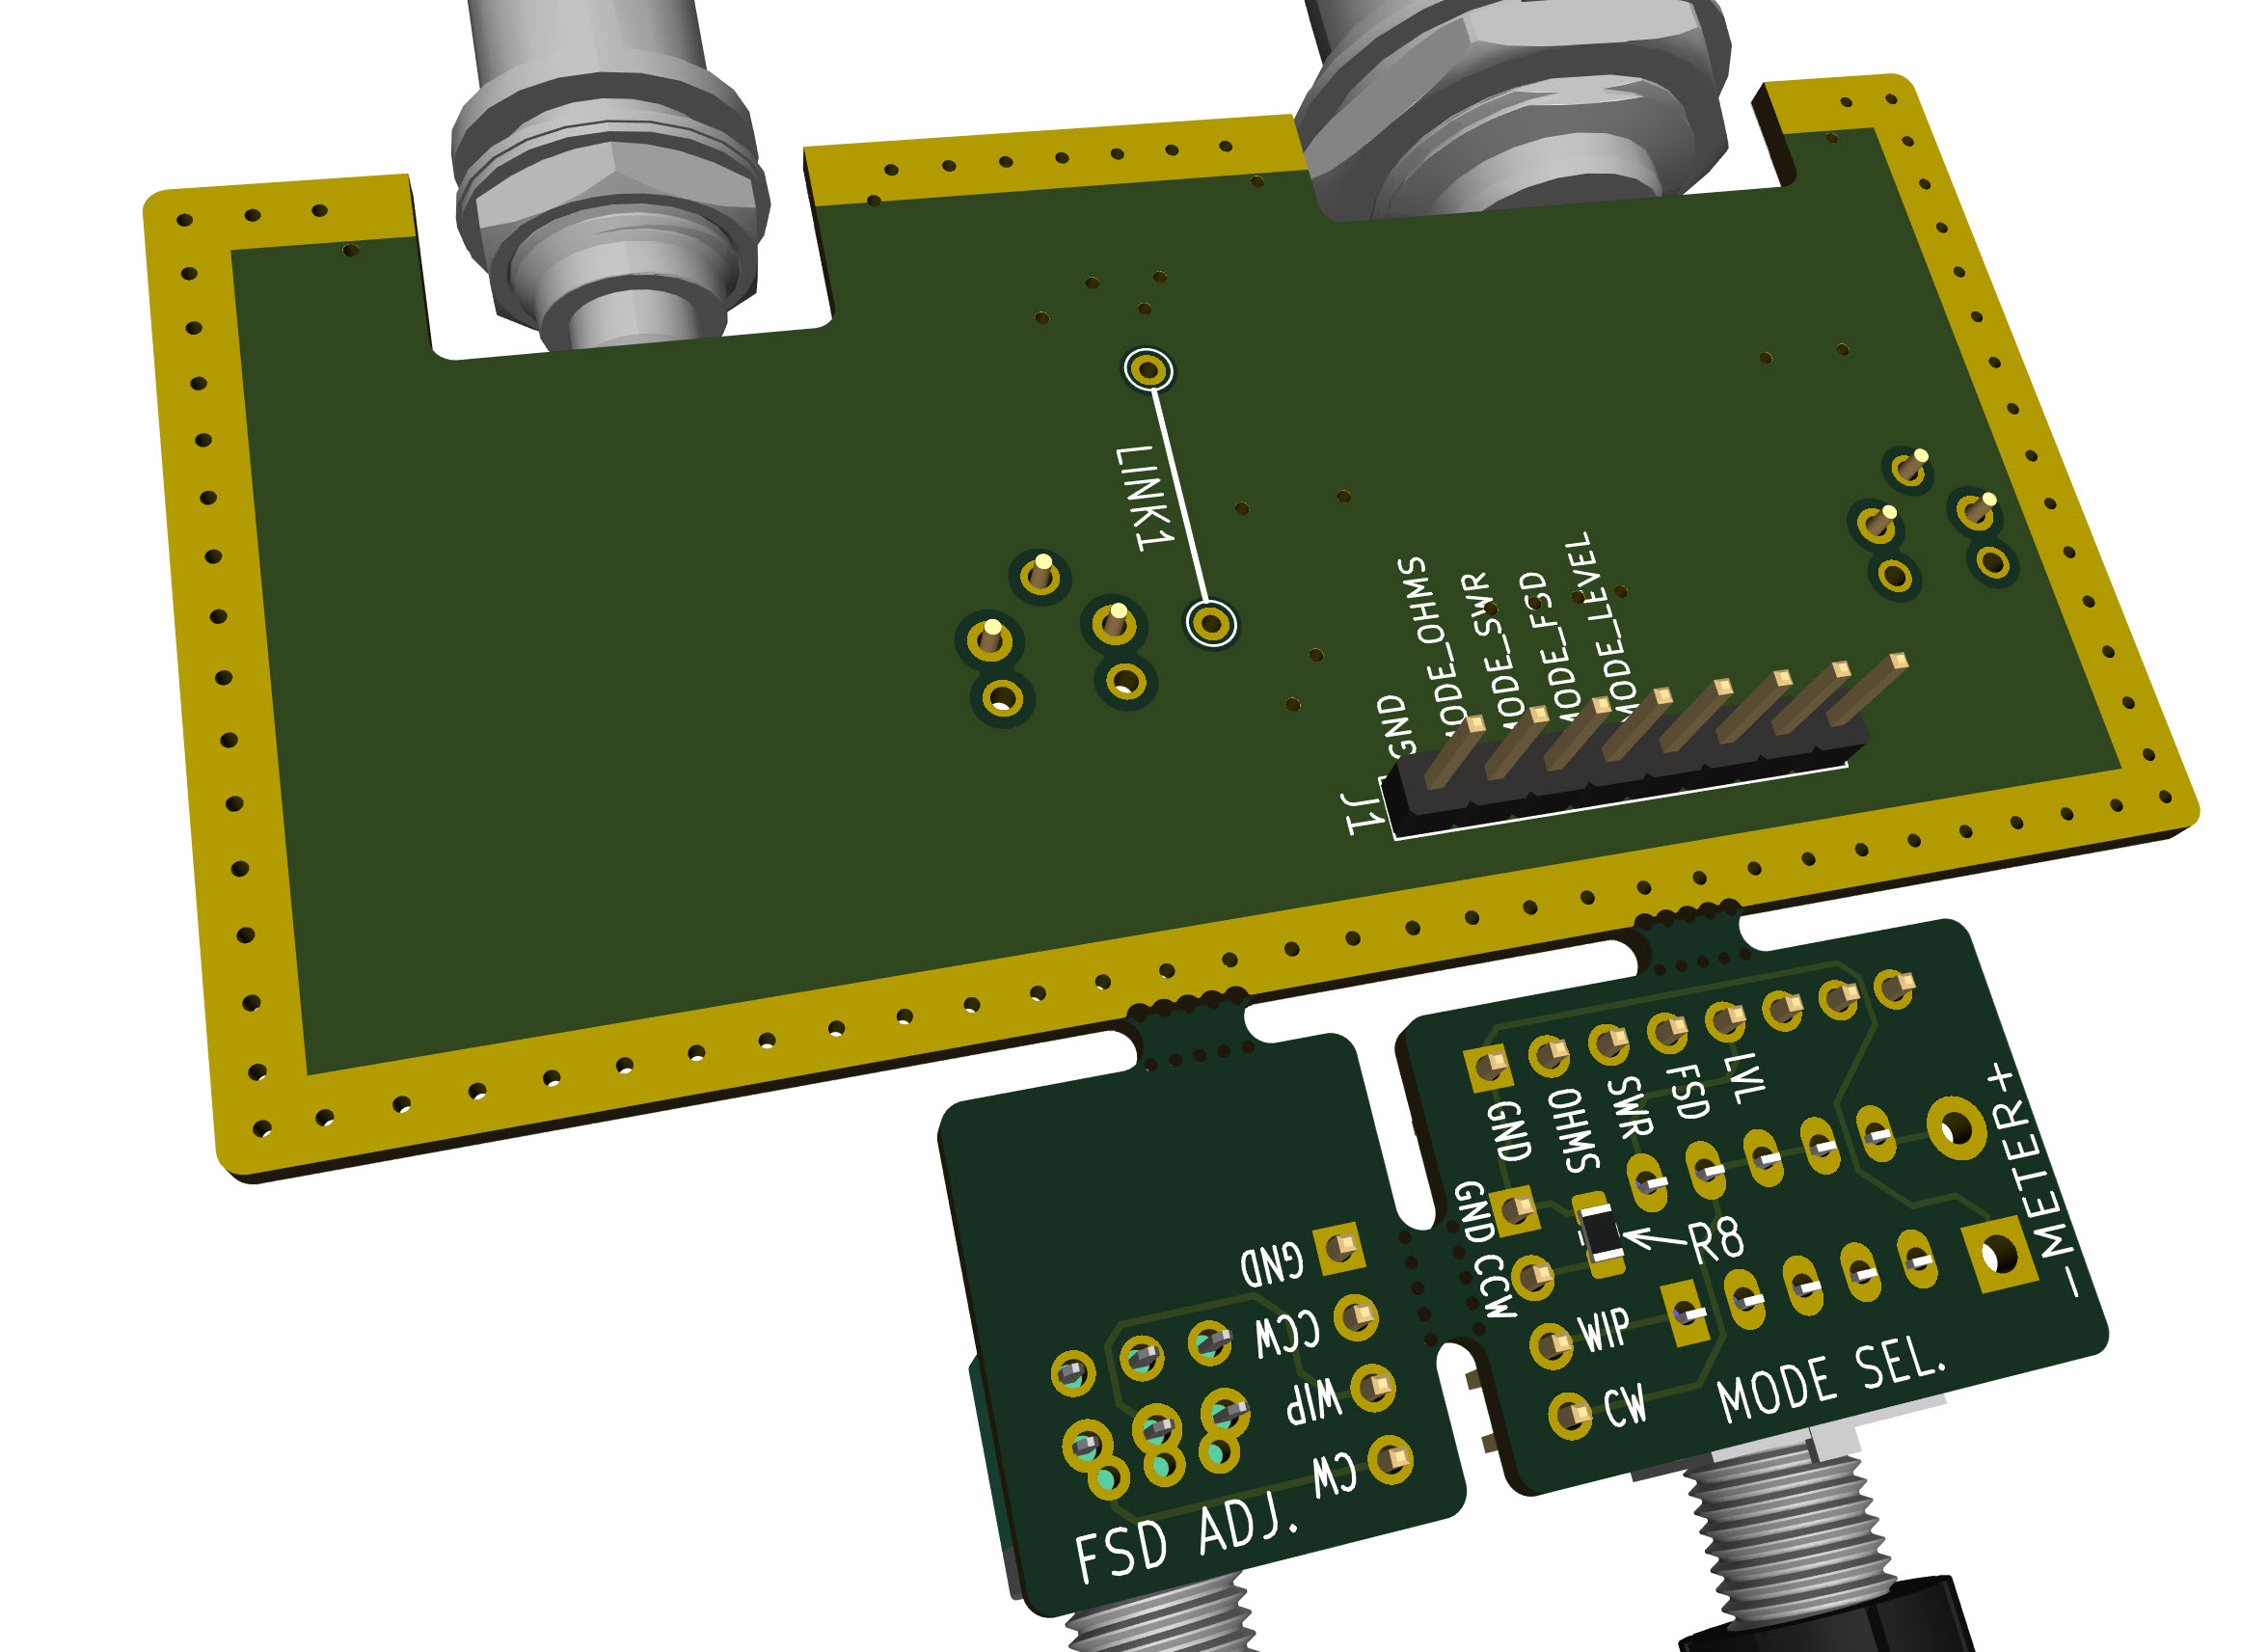 LINK1
J1
GND
MODE_OHMS
MODE_SWR
MODE_FSD
MODE_LEVEL
GND
OHMS
SWR
FSD
LVL
METER+
-METER
GND
CCW
WIP
CW
R8
MODE SEL.
GND
CCW
WIP
CW
FSD ADJ.